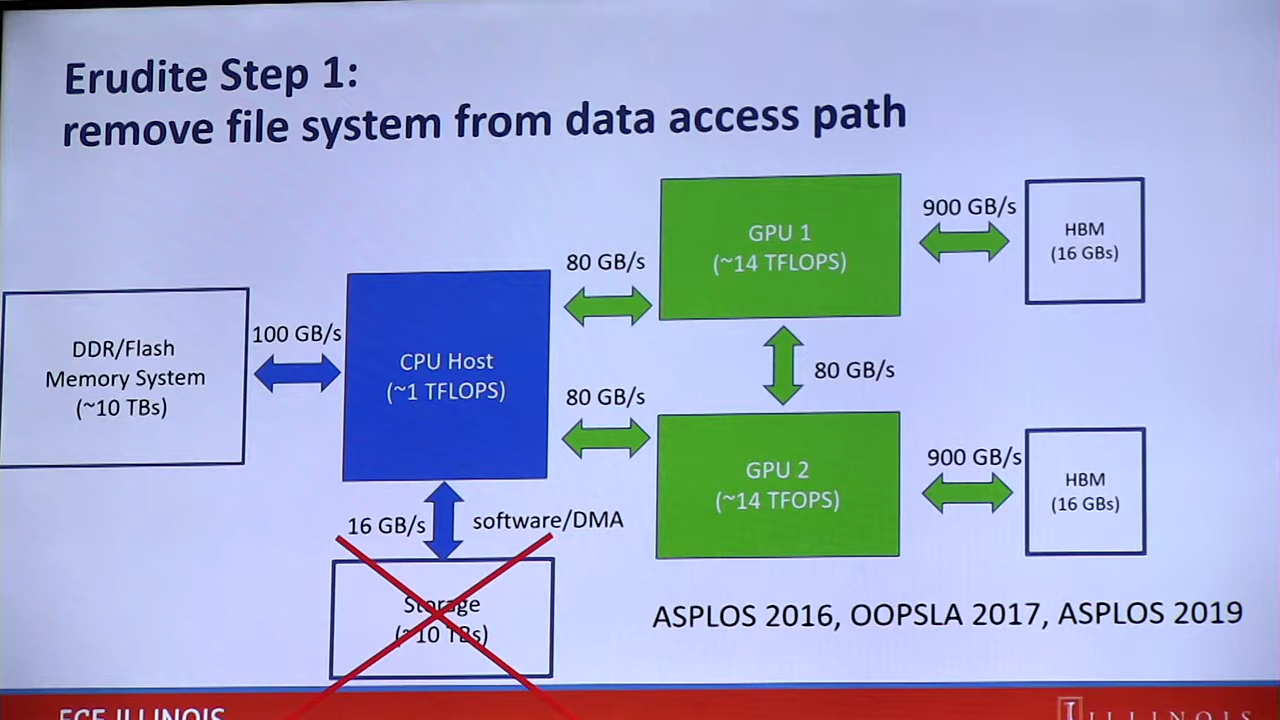 Erudite Step 1:
remove file system from data access path
DDR/Flash
Memory System
(~10 TBs)
100 GB/s
CPU Host
(~1 TFLOPS)
80 GB/s
80 GB/s
GPU 1
(~14 TFLOPS)
900 GB/s
HBM
(16 GBs)
80 GB/s
GPU 2
(~14 TFOPS)
900 GB/s
HBM
(16 GBs)
16 GB/s
software/DMA
Storage
(~10 TBs)
ASPLOS 2016, OOPSLA 2017, ASPLOS 2019
ECE ILLINOIS
ILLINOIS